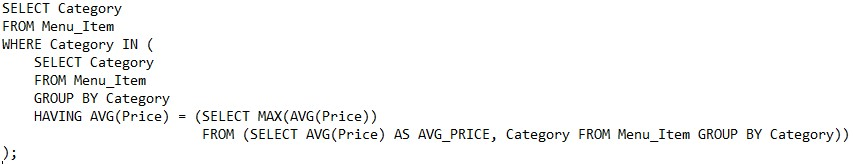 SELECT Category
FROM Menu_Item
WHERE Category IN (
    SELECT Category
    FROM Menu_Item
    GROUP BY Category
    HAVING AVG(Price) = (SELECT MAX(AVG(Price))
                         FROM (SELECT AVG(Price) AS AVG_PRICE, Category FROM Menu_Item GROUP BY Category))
);